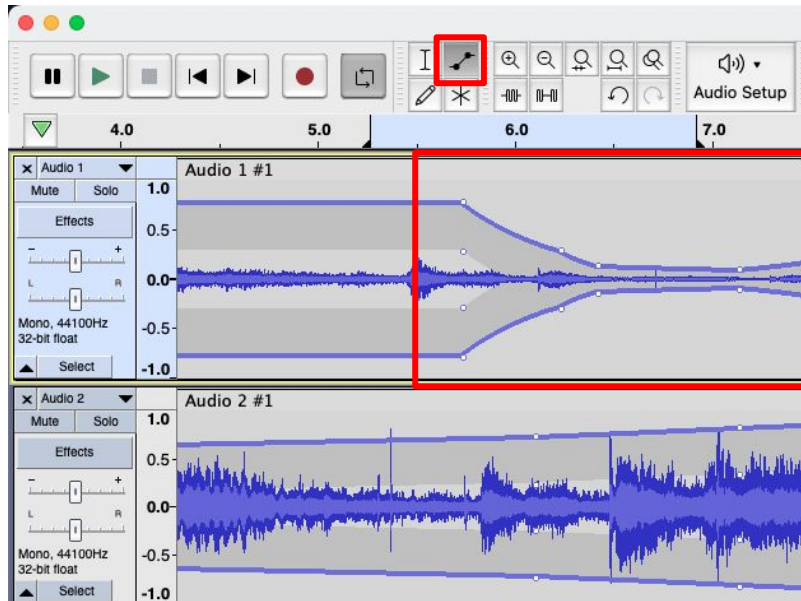 Audio Setup
4.0 5.0 6.0 7.0
× Audio 1
Audio 1 #1
Mute Solo
1.0
Effects
0.5
- +
0.0
L R
Mono, 44100Hz
-0.5
32-bit float
Select
-1.0
× Audio 2
Audio 2 #1
Mute Solo
1.0
Effects
0.5
- +
0.0
L R
Mono, 44100Hz
-0.5
32-bit float
Select
-1.0